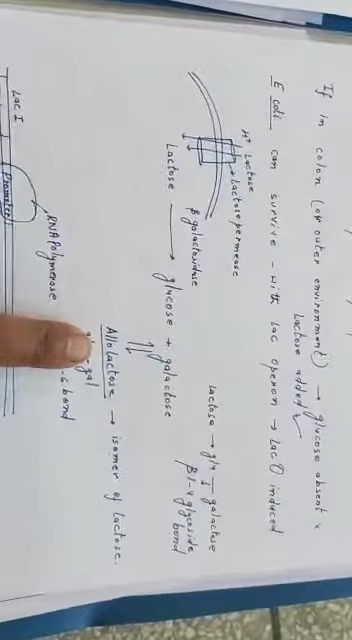 If in colon (or outer environment) → glucose absent x
Lactose added ✓
E coli can survive - with lac operon → Lac O induced
H+ Lactose
Lactose permease
β galactosidase
Lactose → glucose + galactose
Lactose → glu - galactose
β 1-4 glycoside
bond
Allolactose → isomer of lactose.
gal
-6 bond
RNA Polymerase
Lac I
Promoter